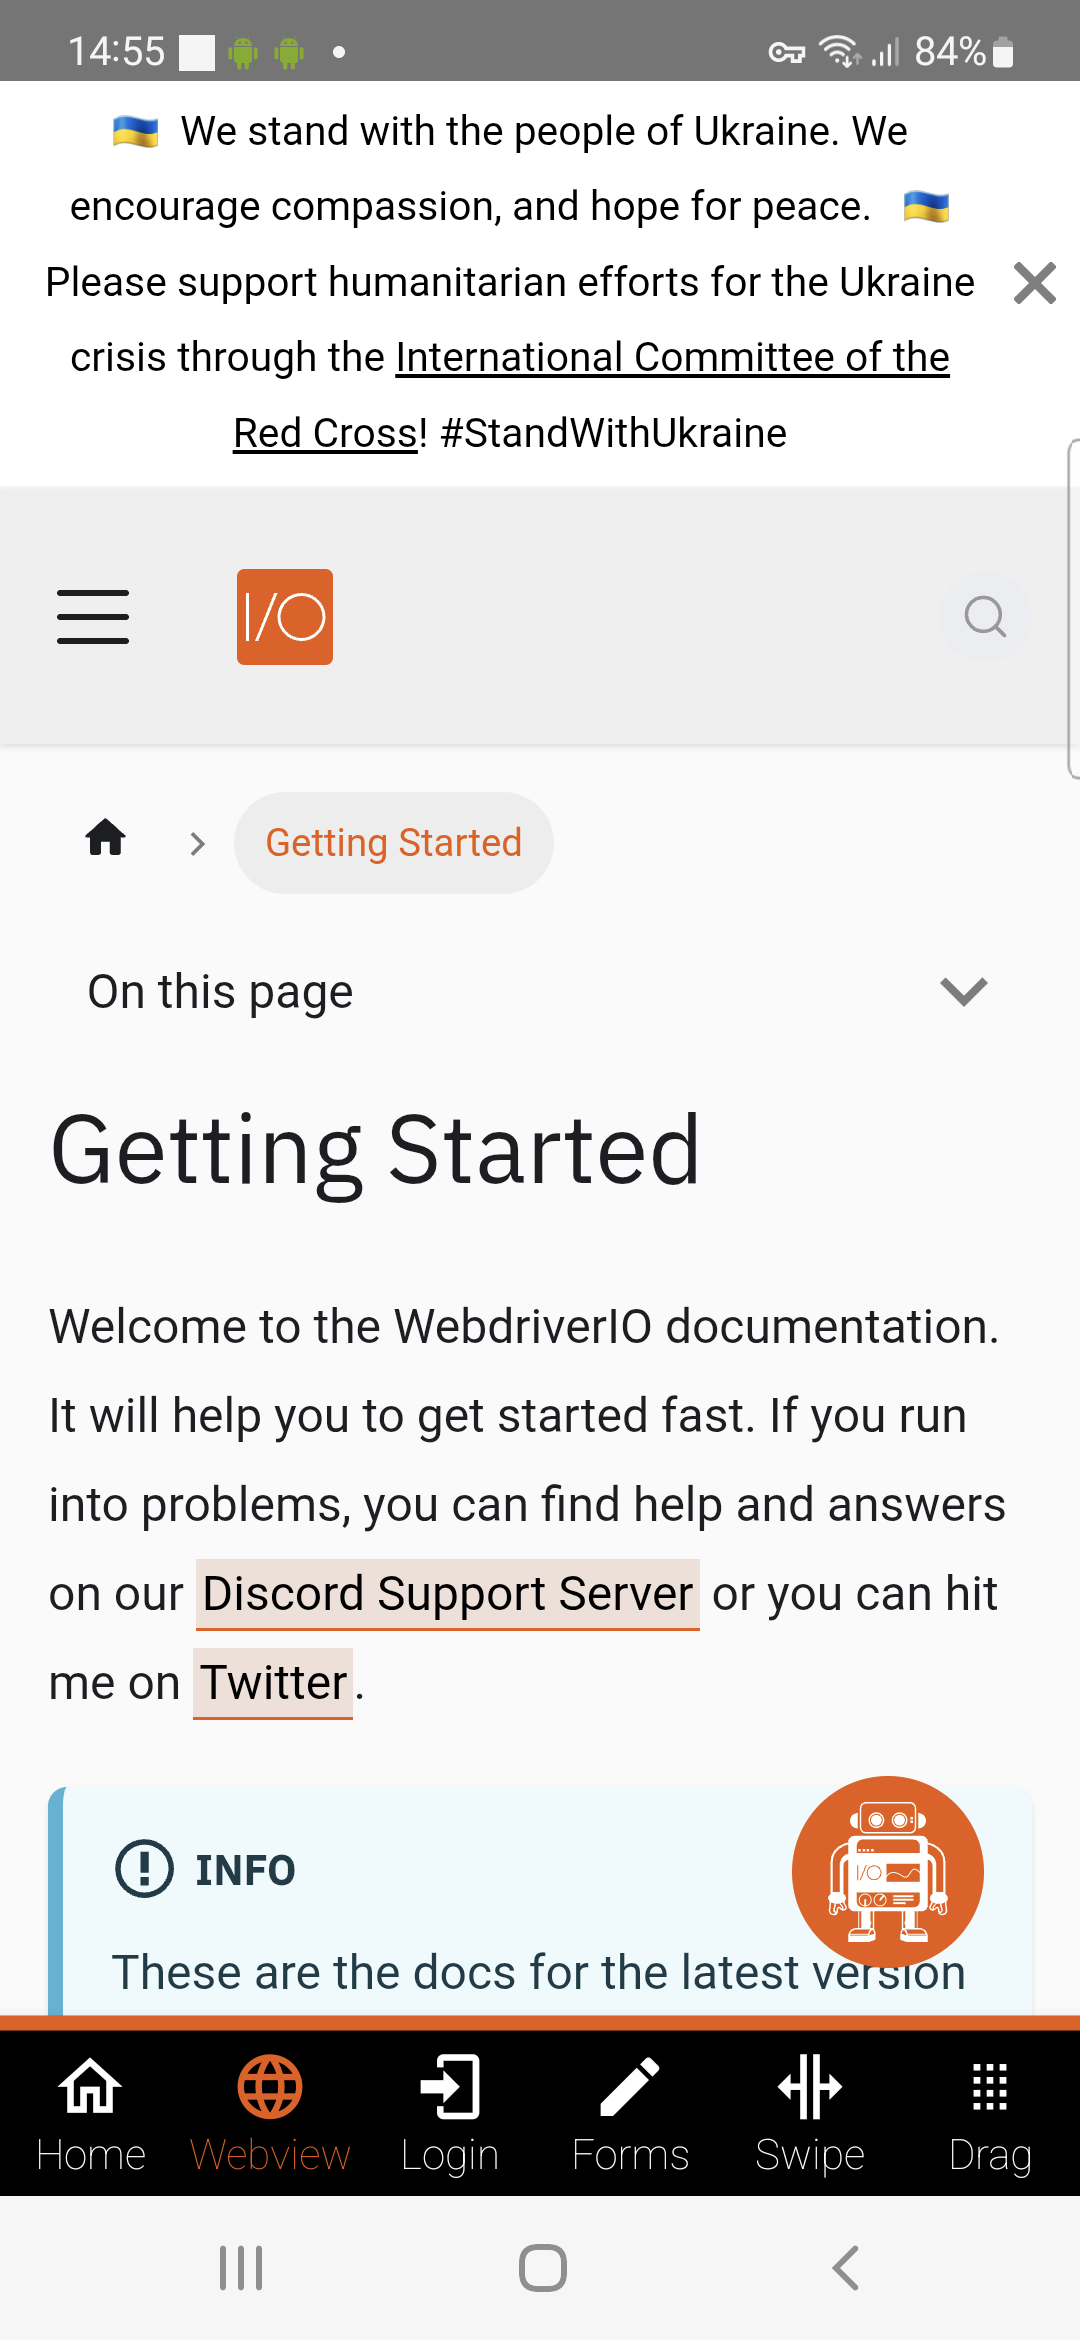 14:55
84%
🇺🇦 We stand with the people of Ukraine. We
encourage compassion, and hope for peace. 🇺🇦
Please support humanitarian efforts for the Ukraine
crisis through the International Committee of the
Red Cross! #StandWithUkraine
I/O
Getting Started
On this page
Getting Started
Welcome to the WebdriverIO documentation.
It will help you to get started fast. If you run
into problems, you can find help and answers
on our Discord Support Server or you can hit
me on Twitter.
INFO
I/O
These are the docs for the latest version
Home
Webview
Login
Forms
Swipe
Drag